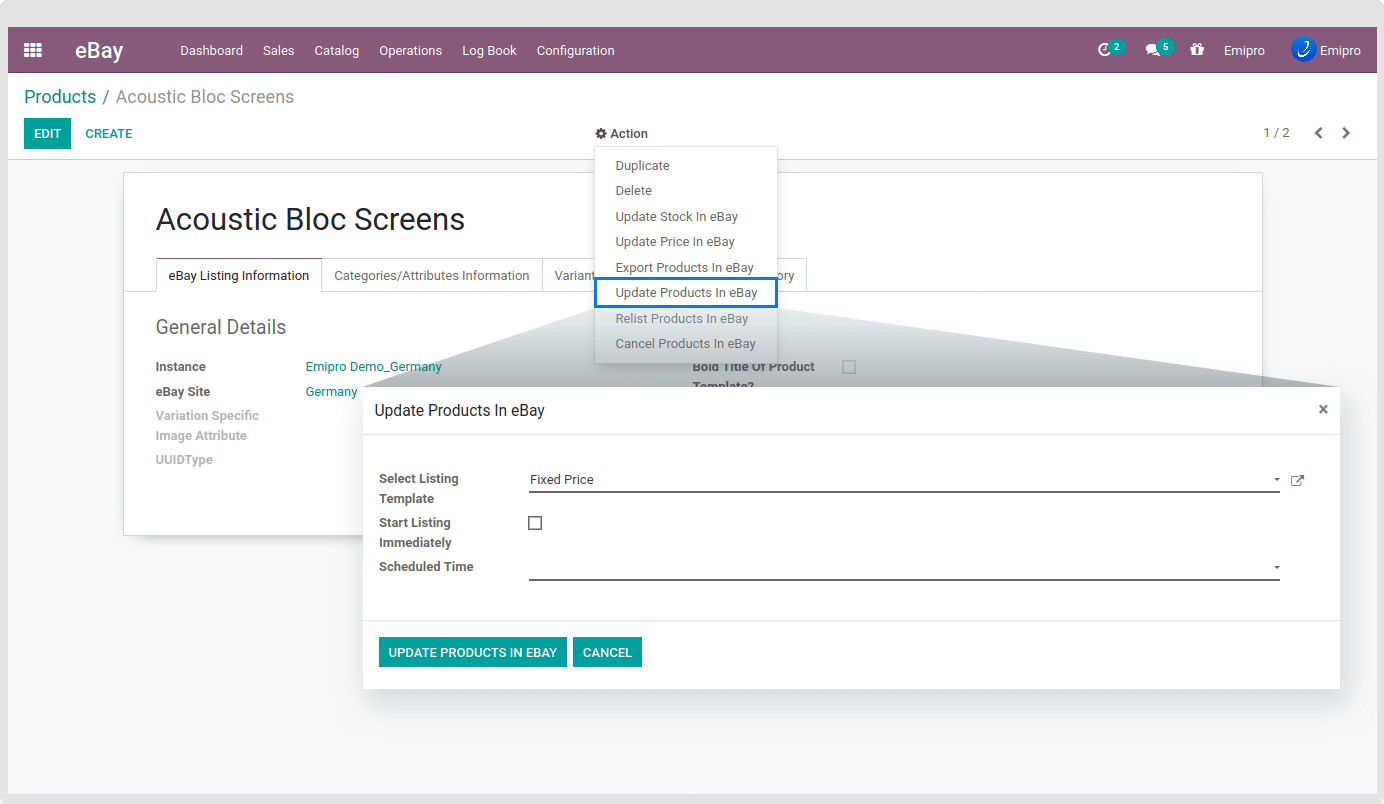 eBay Dashboard Sales Catalog Operations Log Book Configuration 2 5 Emipro Emipro
Products / Acoustic Bloc Screens
EDIT CREATE Action 1 / 2
Duplicate
Delete
Update Stock In eBay
Update Price In eBay
Export Products In eBay
Update Products In eBay
Relist Products In eBay
Cancel Products In eBay
Acoustic Bloc Screens
eBay Listing Information Categories/Attributes Information Variant ory
General Details
Instance Emipro Demo_Germany Bold Title Of Product
Template?
eBay Site Germany
Variation Specific
Image Attribute
UUIDType
Update Products In eBay ×
Select Listing Fixed Price
Template
Start Listing
Immediately
Scheduled Time
UPDATE PRODUCTS IN EBAY CANCEL